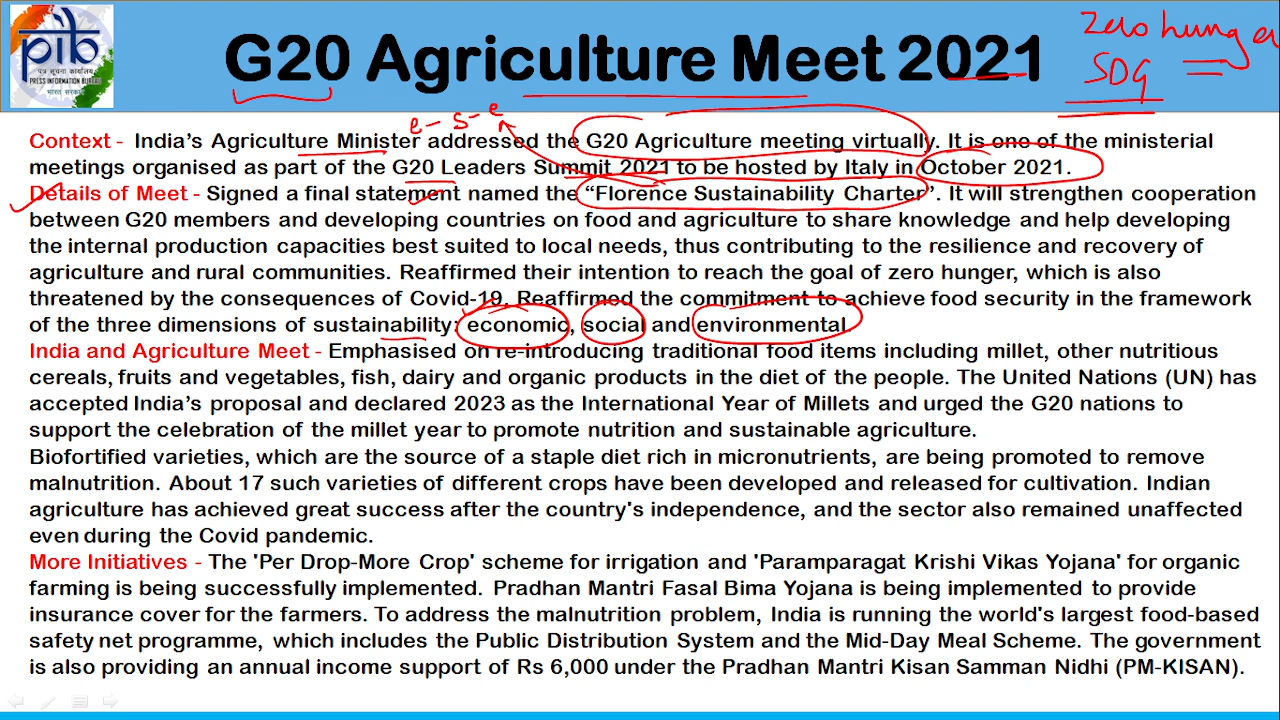 pib
पत्र सूचना कार्यालय
PRESS INFORMATION BUREAU
भारत सरकार
G20 Agriculture Meet 2021
Zero hunger
SDG
e - s - e
Context - India's Agriculture Minister addressed the G20 Agriculture meeting virtually. It is one of the ministerial
meetings organised as part of the G20 Leaders Summit 2021 to be hosted by Italy in October 2021.
Details of Meet - Signed a final statement named the “Florence Sustainability Charter”. It will strengthen cooperation
between G20 members and developing countries on food and agriculture to share knowledge and help developing
the internal production capacities best suited to local needs, thus contributing to the resilience and recovery of
agriculture and rural communities. Reaffirmed their intention to reach the goal of zero hunger, which is also
threatened by the consequences of Covid-19. Reaffirmed the commitment to achieve food security in the framework
of the three dimensions of sustainability: economic, social and environmental.
India and Agriculture Meet - Emphasised on re-introducing traditional food items including millet, other nutritious
cereals, fruits and vegetables, fish, dairy and organic products in the diet of the people. The United Nations (UN) has
accepted India's proposal and declared 2023 as the International Year of Millets and urged the G20 nations to
support the celebration of the millet year to promote nutrition and sustainable agriculture.
Biofortified varieties, which are the source of a staple diet rich in micronutrients, are being promoted to remove
malnutrition. About 17 such varieties of different crops have been developed and released for cultivation. Indian
agriculture has achieved great success after the country's independence, and the sector also remained unaffected
even during the Covid pandemic.
More Initiatives - The 'Per Drop-More Crop' scheme for irrigation and 'Paramparagat Krishi Vikas Yojana' for organic
farming is being successfully implemented. Pradhan Mantri Fasal Bima Yojana is being implemented to provide
insurance cover for the farmers. To address the malnutrition problem, India is running the world's largest food-based
safety net programme, which includes the Public Distribution System and the Mid-Day Meal Scheme. The government
is also providing an annual income support of Rs 6,000 under the Pradhan Mantri Kisan Samman Nidhi (PM-KISAN).